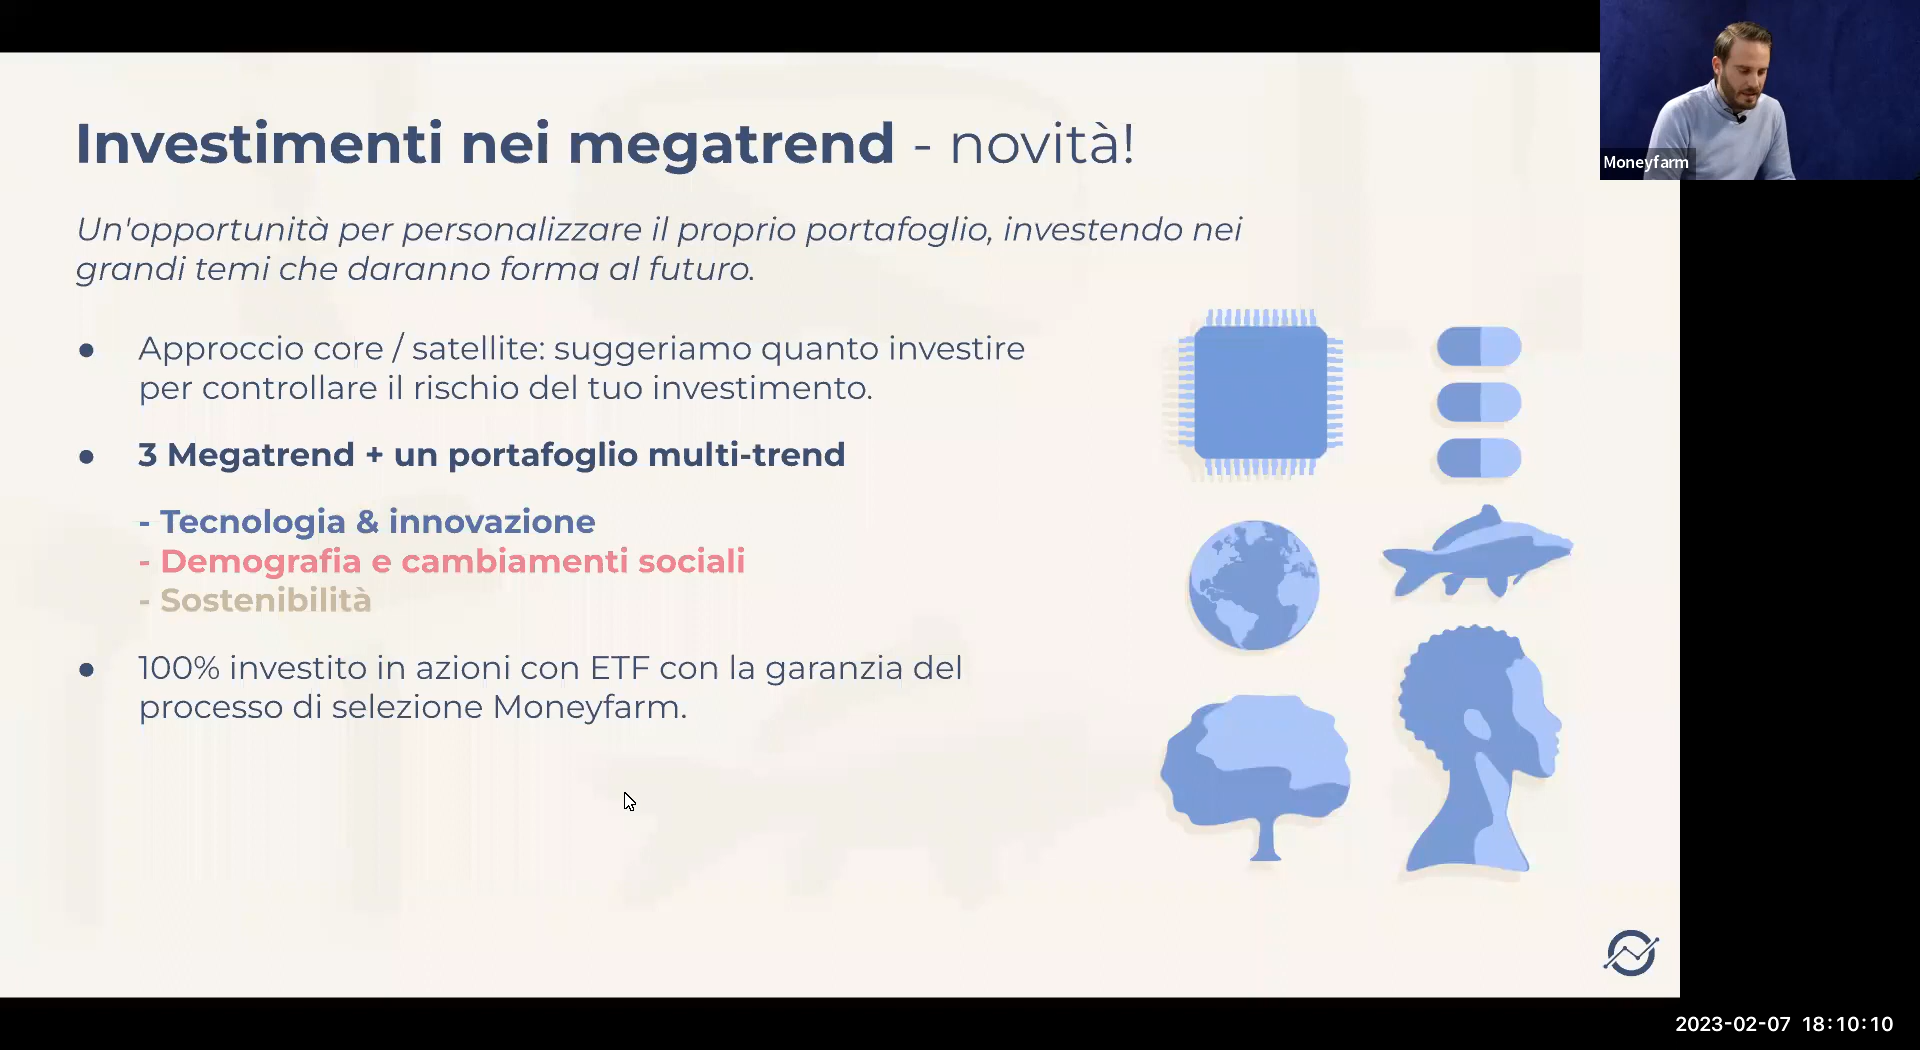 Investimenti nei megatrend - novità!
Un'opportunità per personalizzare il proprio portafoglio, investendo nei
grandi temi che daranno forma al futuro.
● Approccio core / satellite: suggeriamo quanto investire
per controllare il rischio del tuo investimento.
● 3 Megatrend + un portafoglio multi-trend
- Tecnologia & innovazione
- Demografia e cambiamenti sociali
- Sostenibilità
● 100% investito in azioni con ETF con la garanzia del
processo di selezione Moneyfarm.
Moneyfarm
2023-02-07 18:10:10